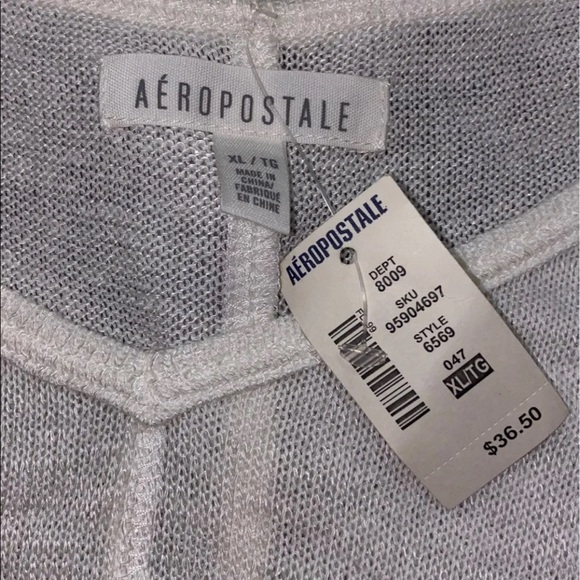 AÉROPOSTALE
XL / TG
MADE IN
CHINA/
FABRIQUÉ
EN CHINE
AÉROPOSTALE
DEPT
8009
SKU
95904697
STYLE
6569
047
XL/TG
$36.50